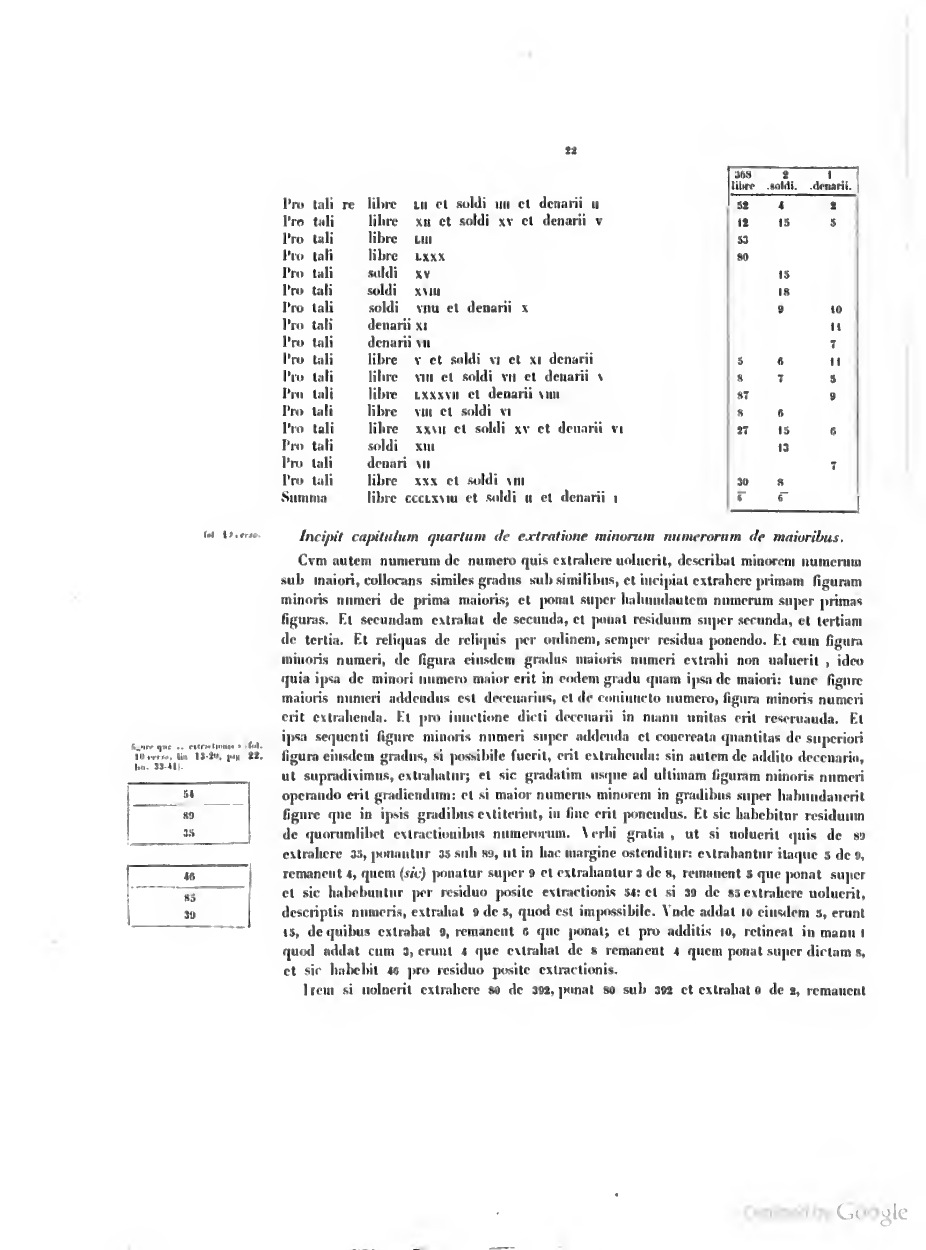 22
368 2 1
libre .soldi. .denarii.
Pro tali re libre LII et soldi IIII et denarii II 52 4 2
Pro tali libre XII et soldi XV et denarii V 12 15 5
Pro tali libre LIII 53
Pro tali libre LXXX 80
Pro tali soldi XV 15
Pro tali soldi XVIII 18
Pro tali soldi VIIII et denarii X 9 10
Pro tali denarii XI 11
Pro tali denarii VII 7
Pro tali libre V et soldi VI et XI denarii 5 6 11
Pro tali libre VIII et soldi VII et denarii V 8 7 5
Pro tali libre LXXXVII et denarii VIIII 87 9
Pro tali libre VIII et soldi VI 8 6
Pro tali libre XXVII et soldi XV et denarii VI 27 15 6
Pro tali soldi XIII 13
Pro tali denari VII 7
Pro tali libre XXX et soldi VIII 30 8
Summa libre CCCLXVIII et soldi II et denarii I 6 6
fol. verso.
Incipit capitulum quartum de extratione minorum numerorum de maioribus.
Cvm autem numerum de numero quis extrahere uoluerit, describat minorem numerum
sub maiori, collocans similes gradus sub similibus, et incipiat extrahere primam figuram
minoris numeri de prima maioris; et ponat super habundautem numerum super primas
figuras. Et secundam extrahat de secunda, et ponat residuum super secunda, et tertiam
de tertia. Et reliquas de reliquis per ordinem, semper residua ponendo. Et cum figura
minoris numeri, de figura eiusdem gradus maioris numeri extrahi non ualuerit , ideo
quia ipsa de minori numero maior erit in eodem gradu quam ipsa de maiori: tunc figure
maioris numeri addendus est decenarius, et de coniuncto numero, figura minoris numeri
erit extrahenda. Et pro iunctione dicti decenarii in manu unitas erit reseruauda. Et
ipsa sequenti figure minoris numeri super addenda et concreata quantitas de superiori
figura eiusdem gradus, si possibile fuerit, erit extrahenda: sin autem de addito decenario,
ut supradiximus, extrahatur; et sic gradatim usque ad ultimam figuram minoris numeri
operando erit gradiendum: et si maior numerus minorem in gradibus super habundauerit
figure que in ipsis gradibus extiterint, in fine erit ponendus. Et sic habebitur residuum
de quorumlibet extractionibus numerorum. Verbi gratia , ut si uoluerit quis de 89
extrahere 35, ponantur 35 sub 89, ut in hac margine ostenditur: extrahantur itaque 5 de 9,
remanent 4, quem (sic) ponatur super 9 et extrahantur 3 de 8, remanent 5 que ponat super
et sic habebuntur per residuo posite extractionis 54: et si 39 de 85 extrahere uoluerit,
descriptis numeris, extrahat 9 de 5, quod est impossibile. Vnde addat 10 eiusdem 5, erunt
15, de quibus extrahat 9, remanent 6 que ponat; et pro additis 10, retineat in manu 1
quod addat cum 3, erunt 4 que extrahat de 8 remanent 4 quem ponat super dictam 8,
et sic habebit 46 pro residuo posite extractionis.
Item si uoluerit extrahere 80 de 392, ponat 80 sub 392 et extrahat 0 de 2, remanent
figure que extractionis (fol.
10 verso, lin 13-20; pag 22,
lin. 33-41).
54
89
35
46
85
39
Digitized by Google